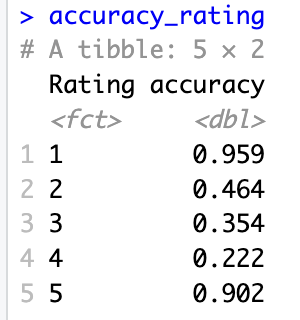 > accuracy_rating
# A tibble: 5 × 2
Rating accuracy
<fct> <dbl>
1 1 0.959
2 2 0.464
3 3 0.354
4 4 0.222
5 5 0.902